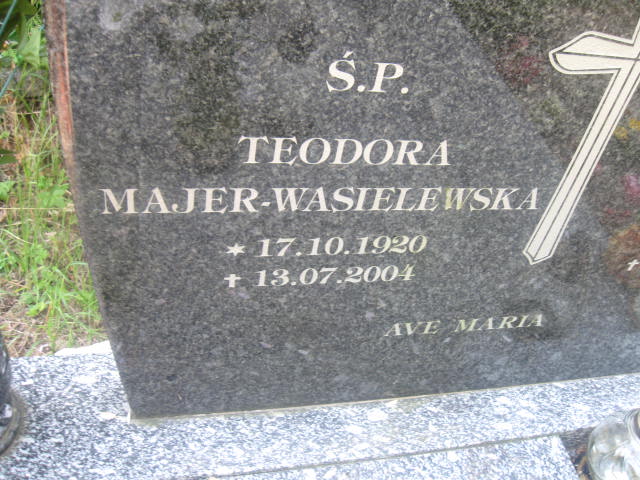 Ś.P.
TEODORA
MAJER-WASIELEWSKA
* 17.10.1920
✝ 13.07.2004
AVE MARIA